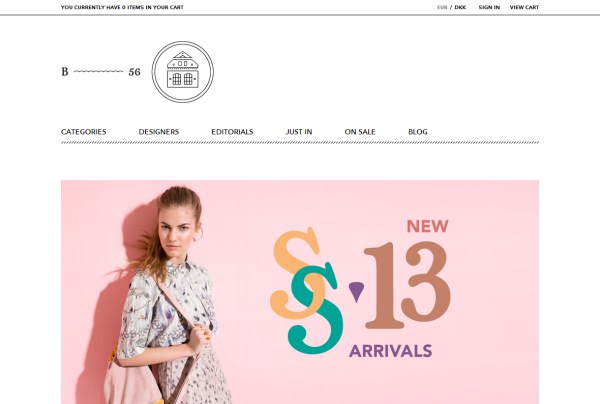 YOU CURRENTLY HAVE 0 ITEMS IN YOUR CART
EUR / DKK SIGN IN VIEW CART
B 56
CATEGORIES DESIGNERS EDITORIALS JUST IN ON SALE BLOG
NEW
SS'13
ARRIVALS